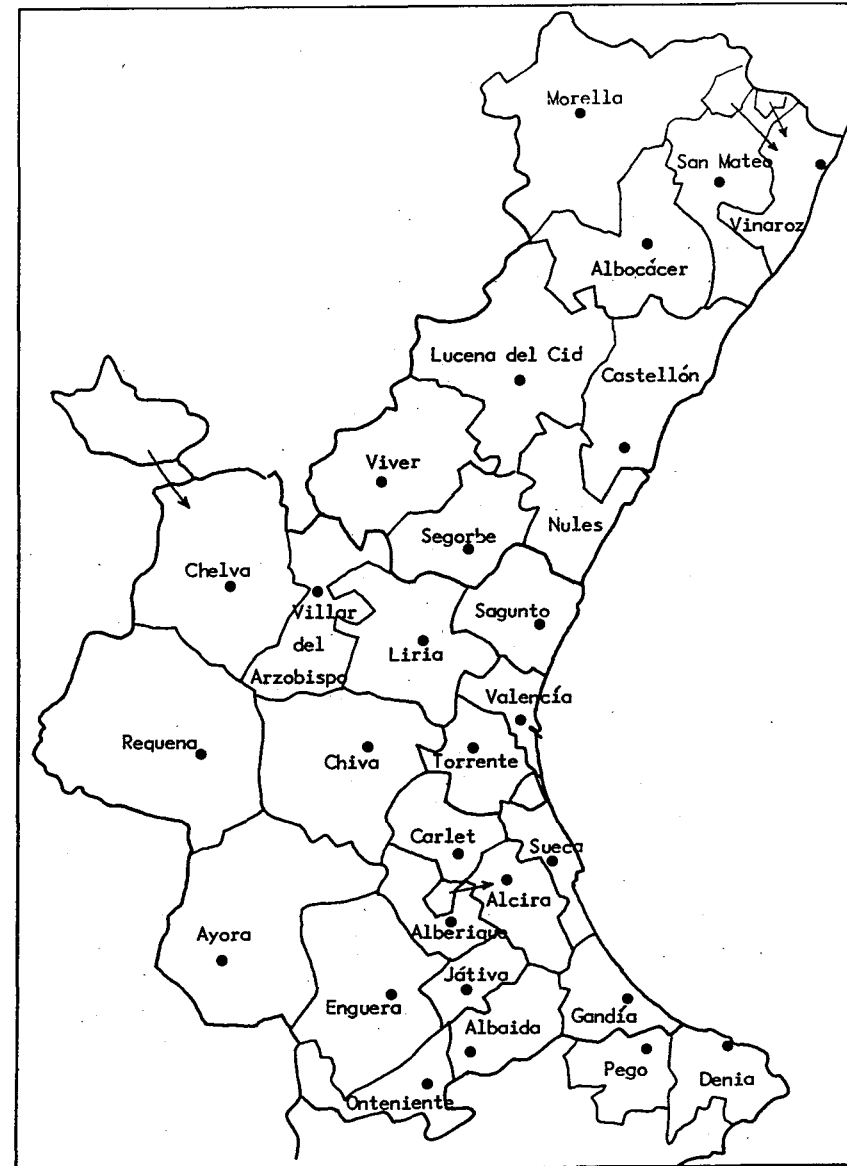 Morella
San Mateo
Vinaroz
Albocácer
Lucena del Cid
Castellón
Viver
Nules
Segorbe
Chelva
Villar
del
Arzobispo
Sagunto
Liria
Valencía
Requena
Chiva
Torrente
Carlet
Sueca
Alcira
Alberique
Ayora
Játiva
Enguera
Gandía
Albaida
Pego
Denia
Onteniente